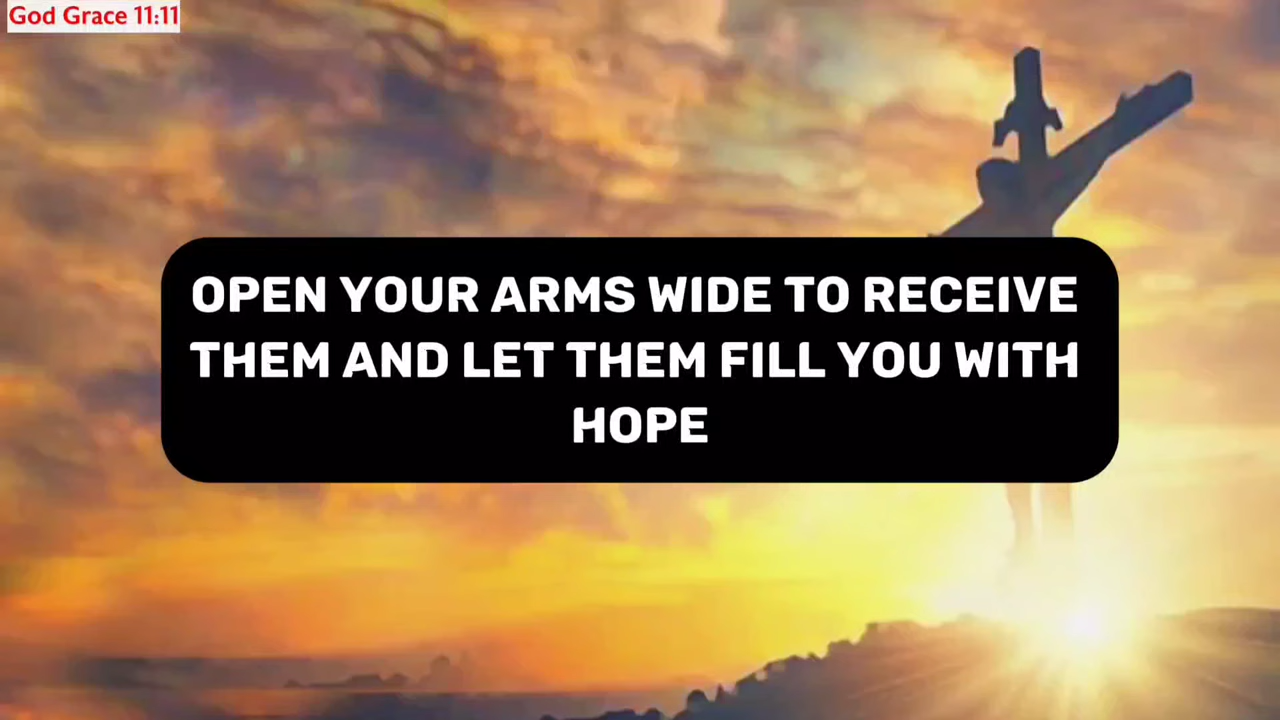 God Grace 11:11
OPEN YOUR ARMS WIDE TO RECEIVE
THEM AND LET THEM FILL YOU WITH
HOPE